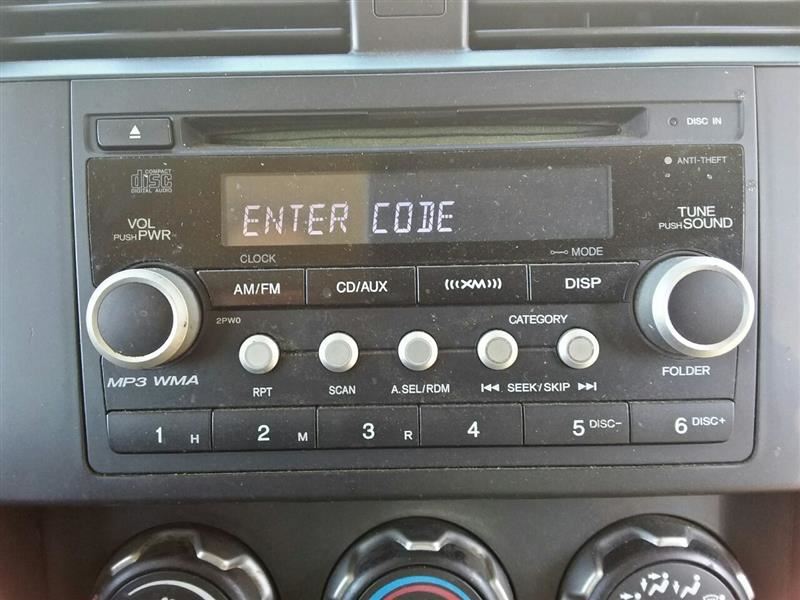 DISC IN
ANTI-THEFT
COMPACT
disc
DIGITAL AUDIO
ENTER CODE
VOL
PUSH PWR
TUNE
PUSH SOUND
CLOCK
MODE
AM/FM
CD/AUX
(((XM)))
DISP
2PW0
CATEGORY
RPT
SCAN
A.SEL/RDM
SEEK/SKIP
MP3 WMA
FOLDER
1 H
2 M
3 R
4
5 DISC−
6 DISC+